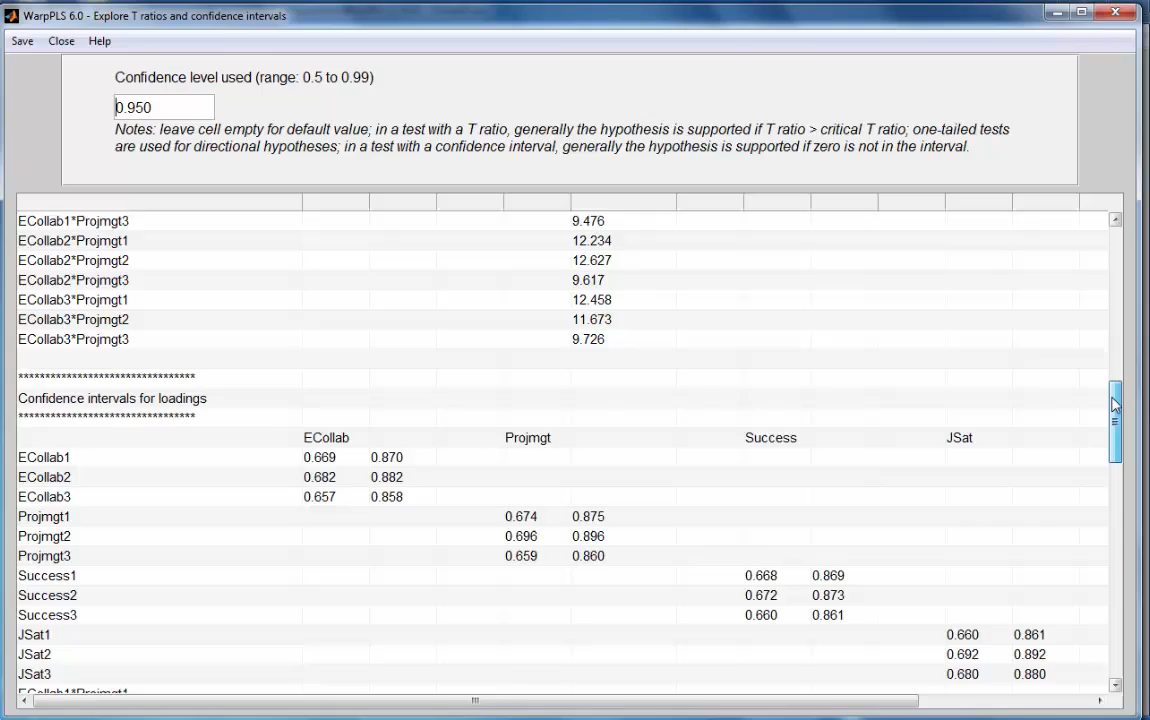 WarpPLS 6.0 - Explore T ratios and confidence intervals
Save Close Help
Confidence level used (range: 0.5 to 0.99)
0.950
Notes: leave cell empty for default value; in a test with a T ratio, generally the hypothesis is supported if T ratio > critical T ratio; one-tailed tests
are used for directional hypotheses; in a test with a confidence interval, generally the hypothesis is supported if zero is not in the interval.
ECollab1*Projmgt3 9.476
ECollab2*Projmgt1 12.234
ECollab2*Projmgt2 12.627
ECollab2*Projmgt3 9.617
ECollab3*Projmgt1 12.458
ECollab3*Projmgt2 11.673
ECollab3*Projmgt3 9.726
*********************************
Confidence intervals for loadings
*********************************
ECollab Projmgt Success JSat
ECollab1 0.669 0.870
ECollab2 0.682 0.882
ECollab3 0.657 0.858
Projmgt1 0.674 0.875
Projmgt2 0.696 0.896
Projmgt3 0.659 0.860
Success1 0.668 0.869
Success2 0.672 0.873
Success3 0.660 0.861
JSat1 0.660 0.861
JSat2 0.692 0.892
JSat3 0.680 0.880
ECollab1*Projmgt1